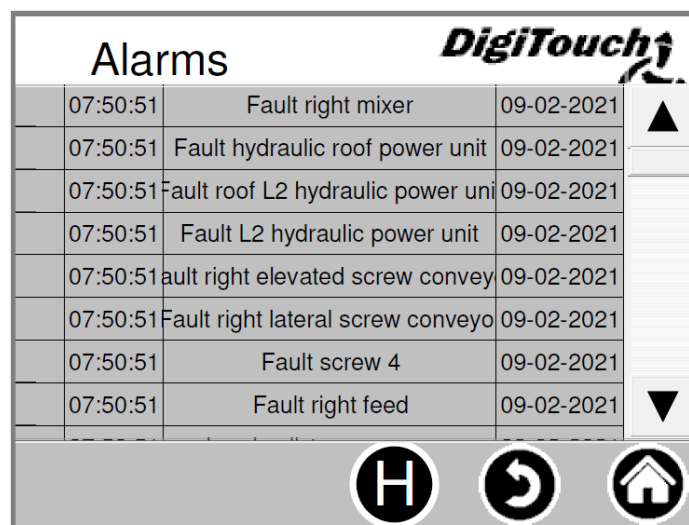 Alarms
DigiTouch
07:50:51 Fault right mixer 09-02-2021
07:50:51 Fault hydraulic roof power unit 09-02-2021
07:50:51 Fault roof L2 hydraulic power uni 09-02-2021
07:50:51 Fault L2 hydraulic power unit 09-02-2021
07:50:51 ault right elevated screw convey 09-02-2021
07:50:51 Fault right lateral screw conveyo 09-02-2021
07:50:51 Fault screw 4 09-02-2021
07:50:51 Fault right feed 09-02-2021
H